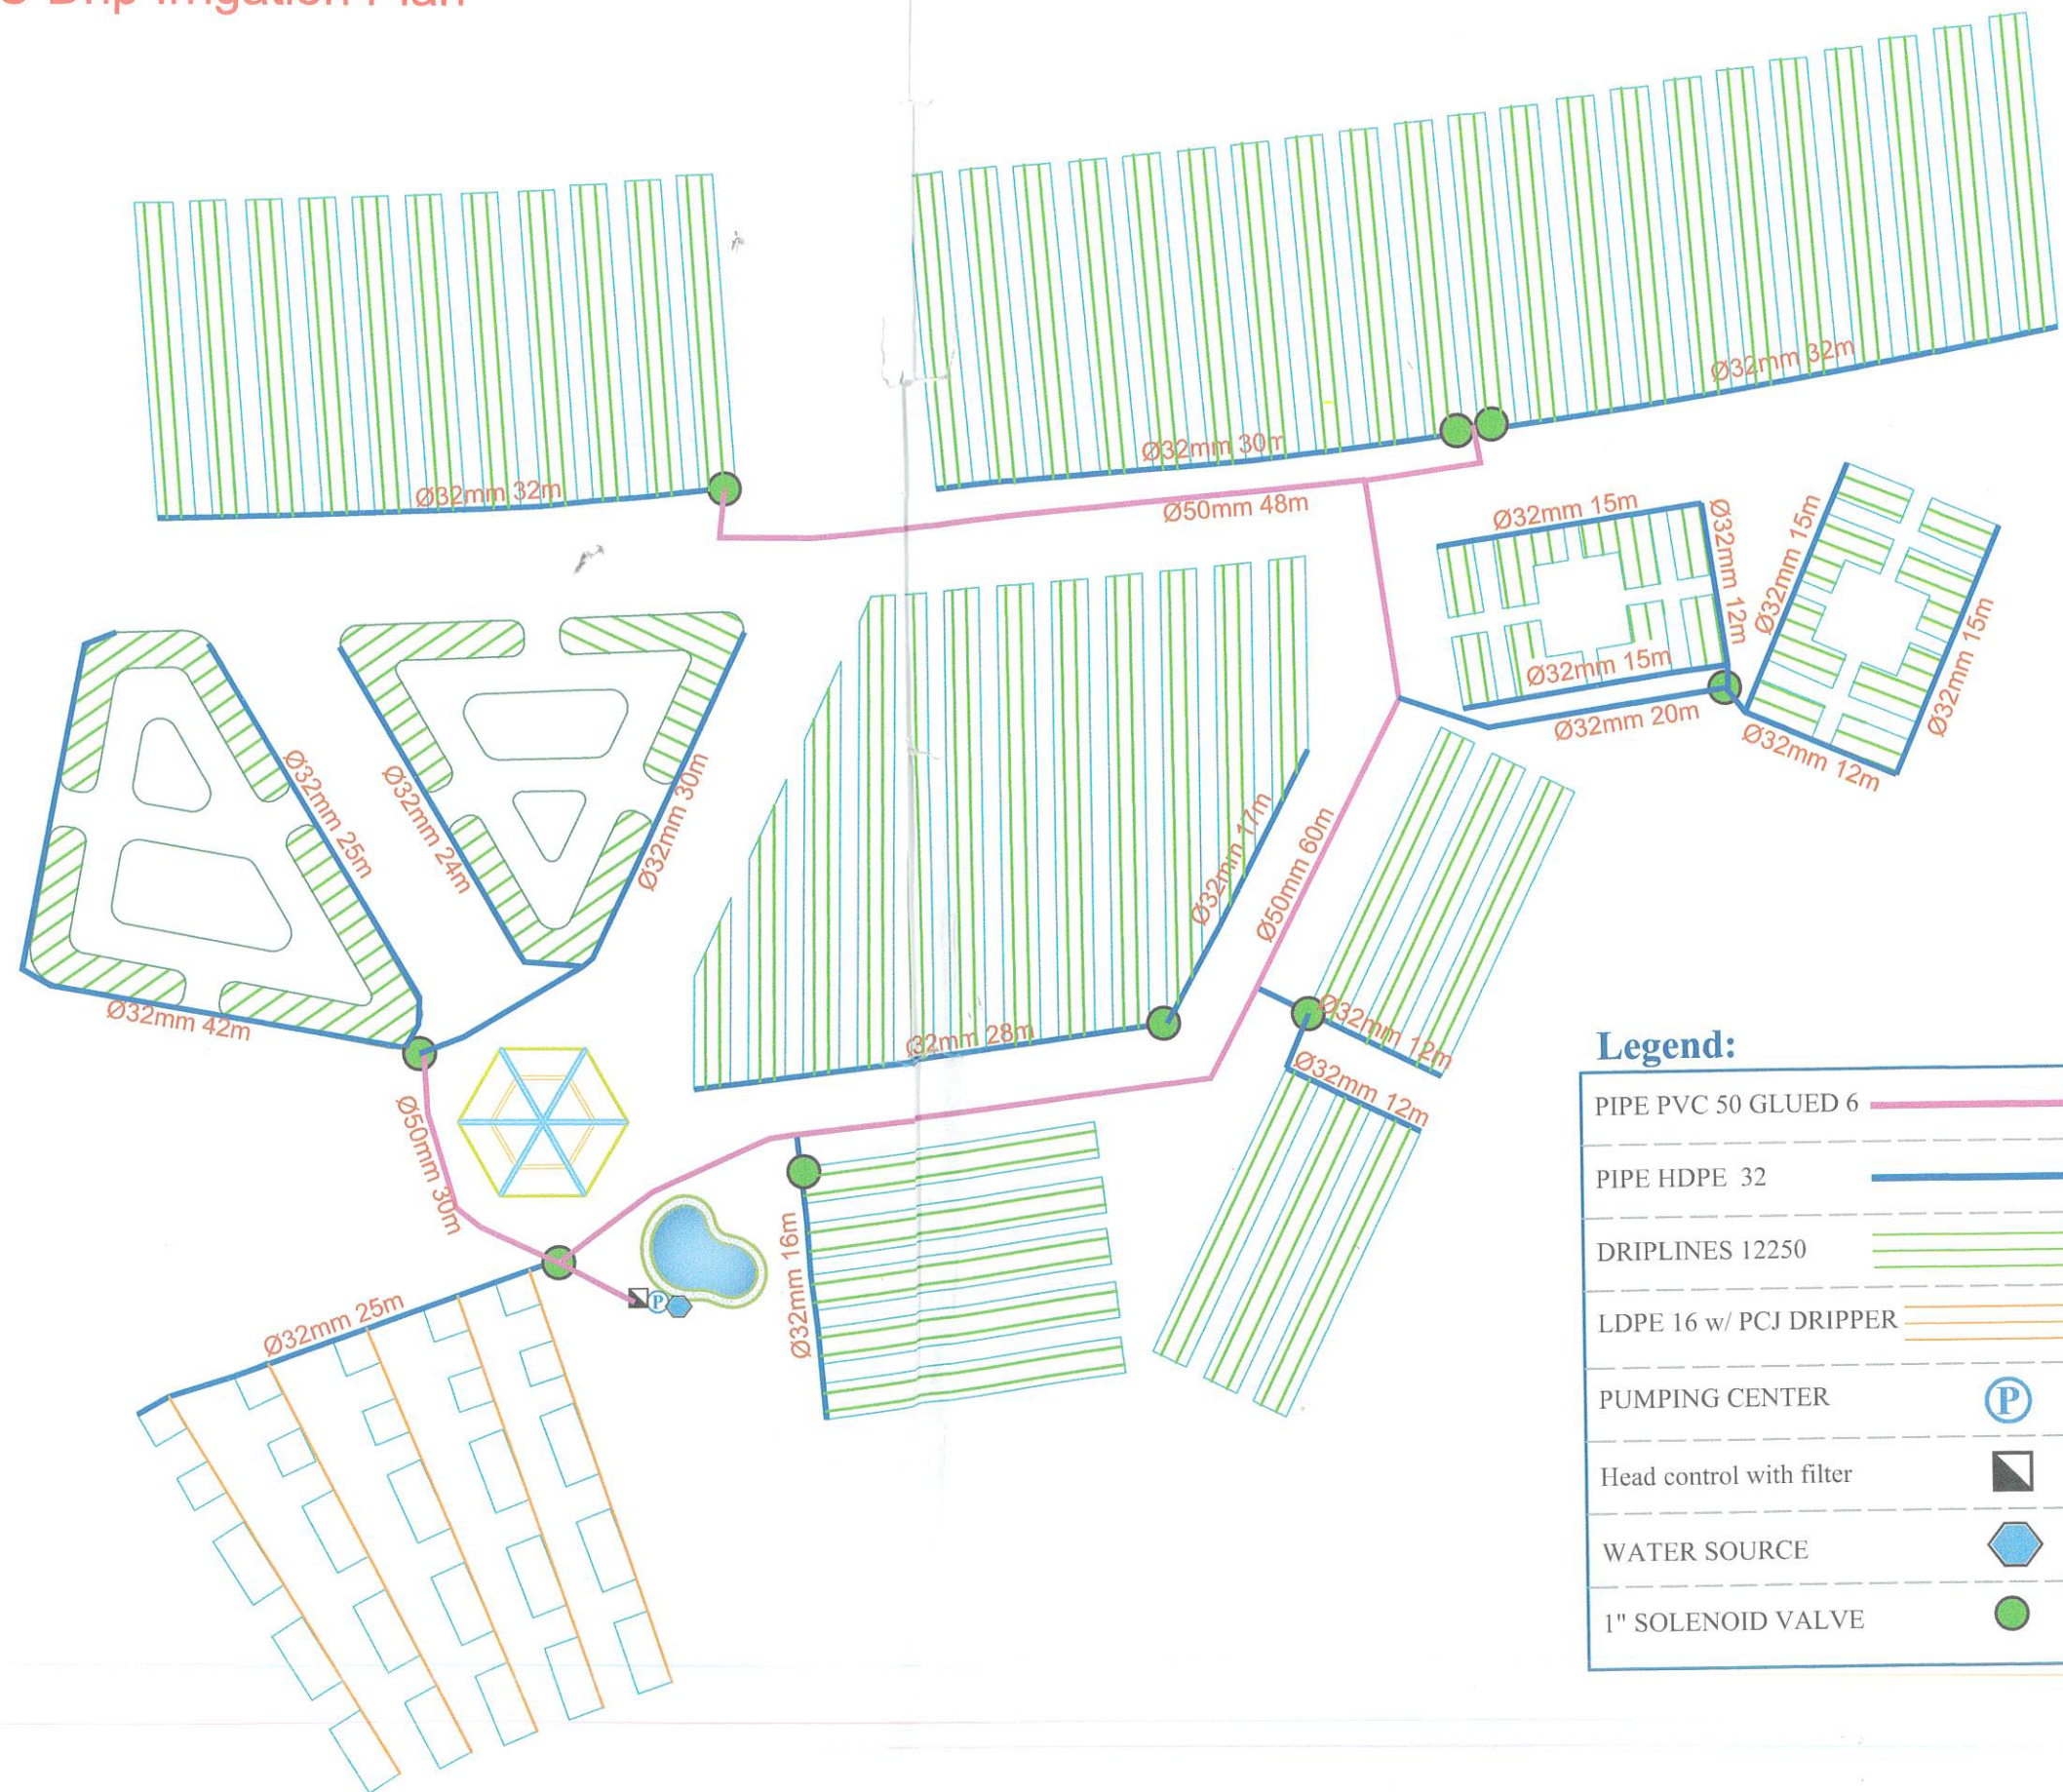 Drip Irrigation Plan
Ø32mm 32m
Ø32mm 30m
Ø32mm 32m
Ø50mm 48m
Ø32mm 15m
Ø32mm 12m
Ø32mm 15m
Ø32mm 15m
Ø32mm 15m
Ø32mm 20m
Ø32mm 12m
Ø32mm 25m
Ø32mm 24m
Ø32mm 30m
Ø32mm 17m
Ø50mm 60m
Ø32mm 42m
Ø32mm 28m
Ø32mm 12m
Ø32mm 12m
Ø50mm 30m
Ø32mm 16m
P
Ø32mm 25m
Legend:
PIPE PVC 50 GLUED 6
PIPE HDPE 32
DRIPLINES 12250
LDPE 16 w/ PCJ DRIPPER
PUMPING CENTER P
Head control with filter
WATER SOURCE
1" SOLENOID VALVE